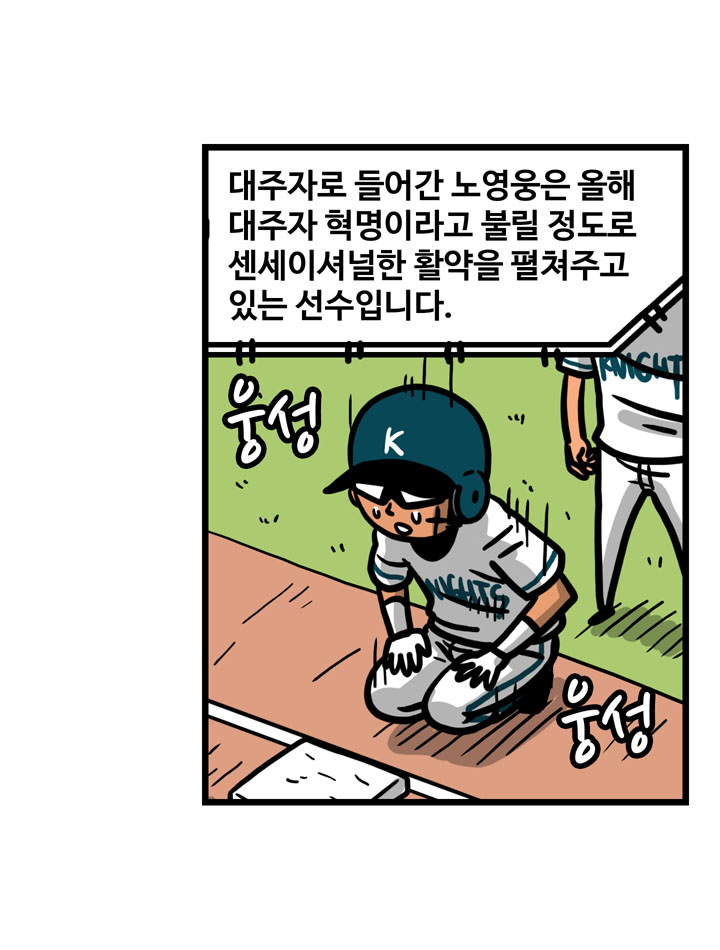 대주자로 들어간 노영웅은 올해
대주자 혁명이라고 불릴 정도로
센세이셔널한 활약을 펼쳐주고
있는 선수입니다.
KNIGHTS
웅성
K
NIGHTS
웅성